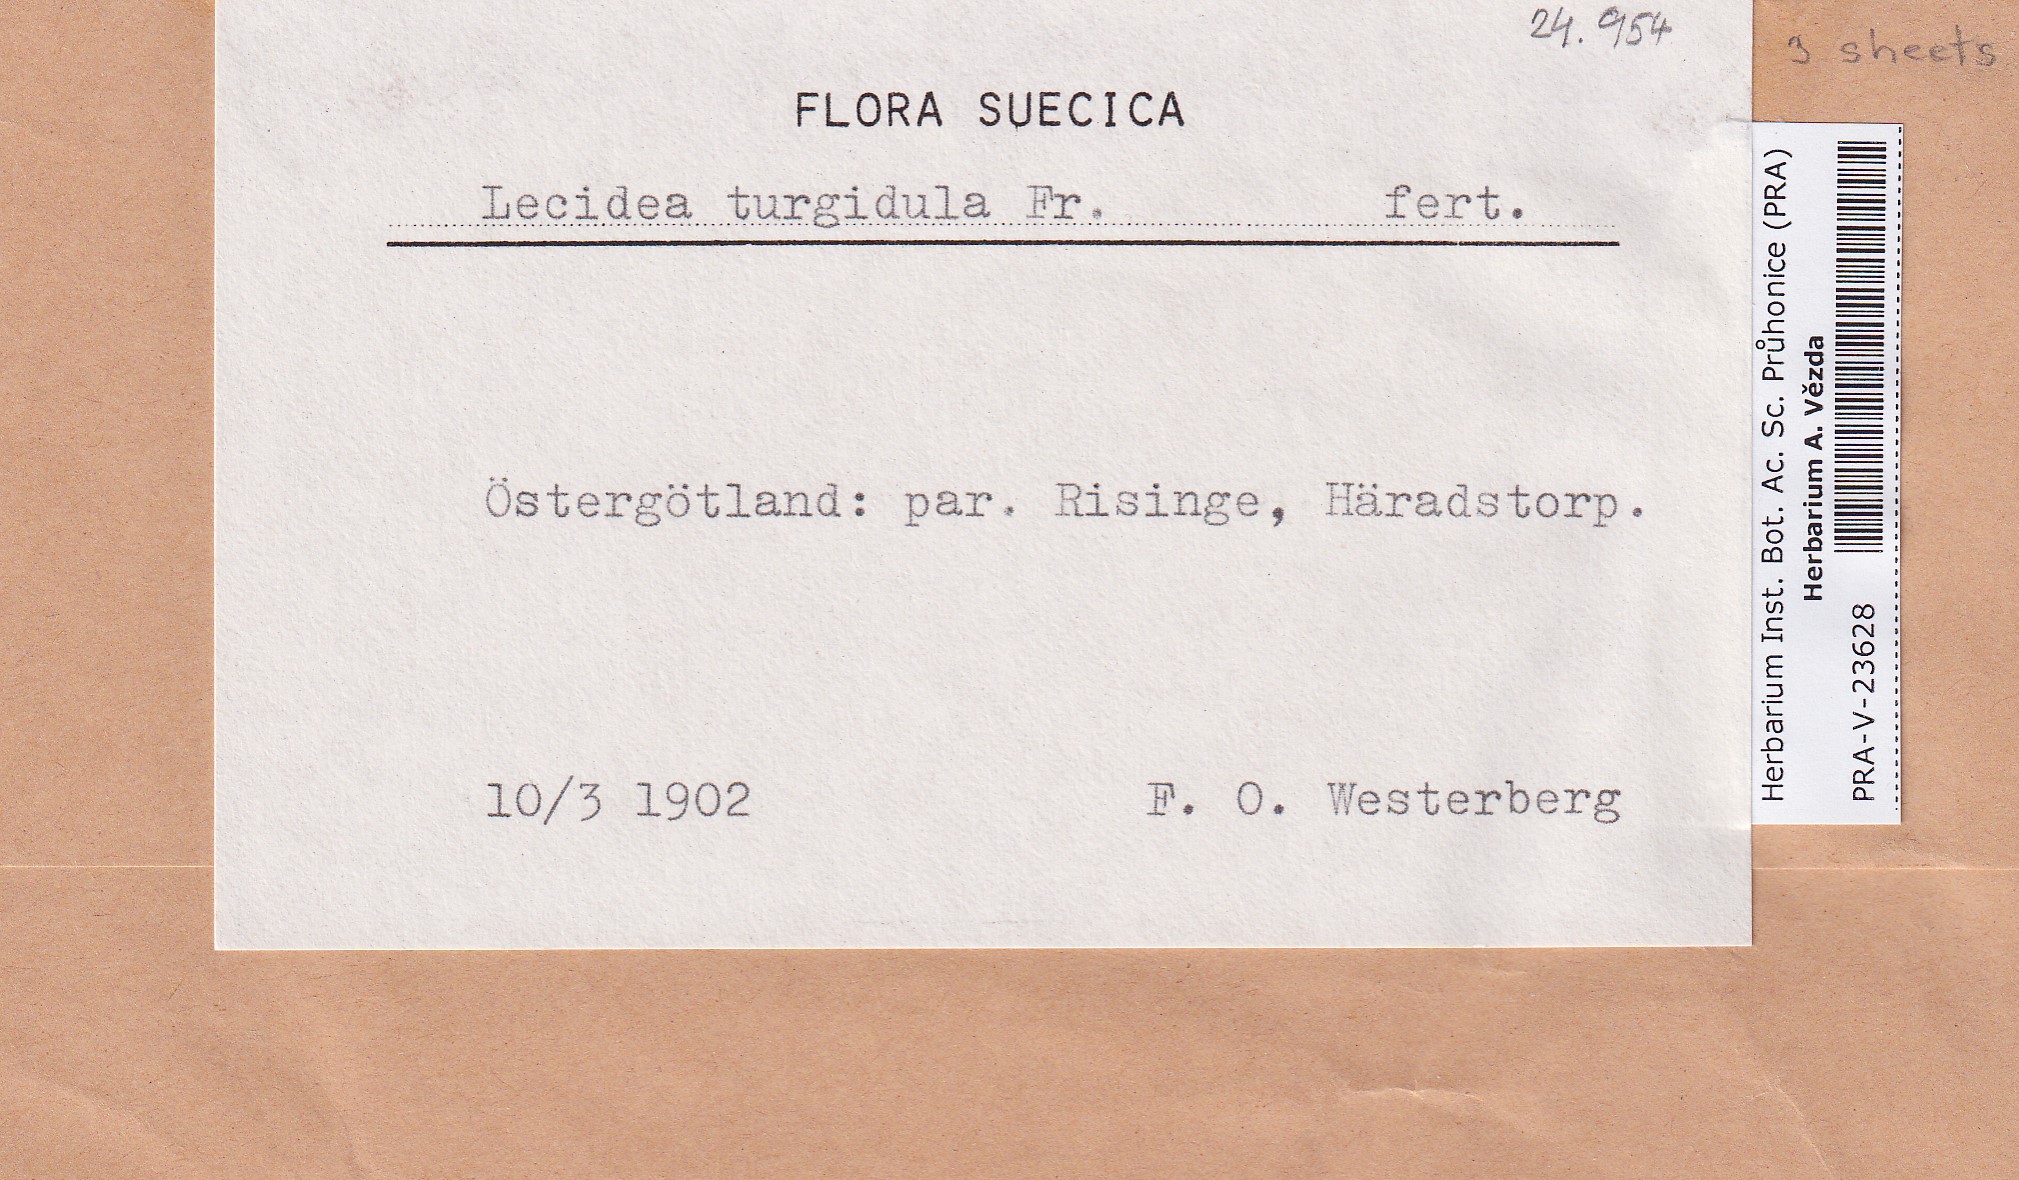 24.954
3 sheets
FLORA SUECICA
Lecidea turgidula Fr. fert.
Östergötland: par. Risinge, Häradstorp.
10/3 1902 F. O. Westerberg
Herbarium Inst. Bot. Ac. Sc. Průhonice (PRA)
Herbarium A. Vězda
PRA-V-23628